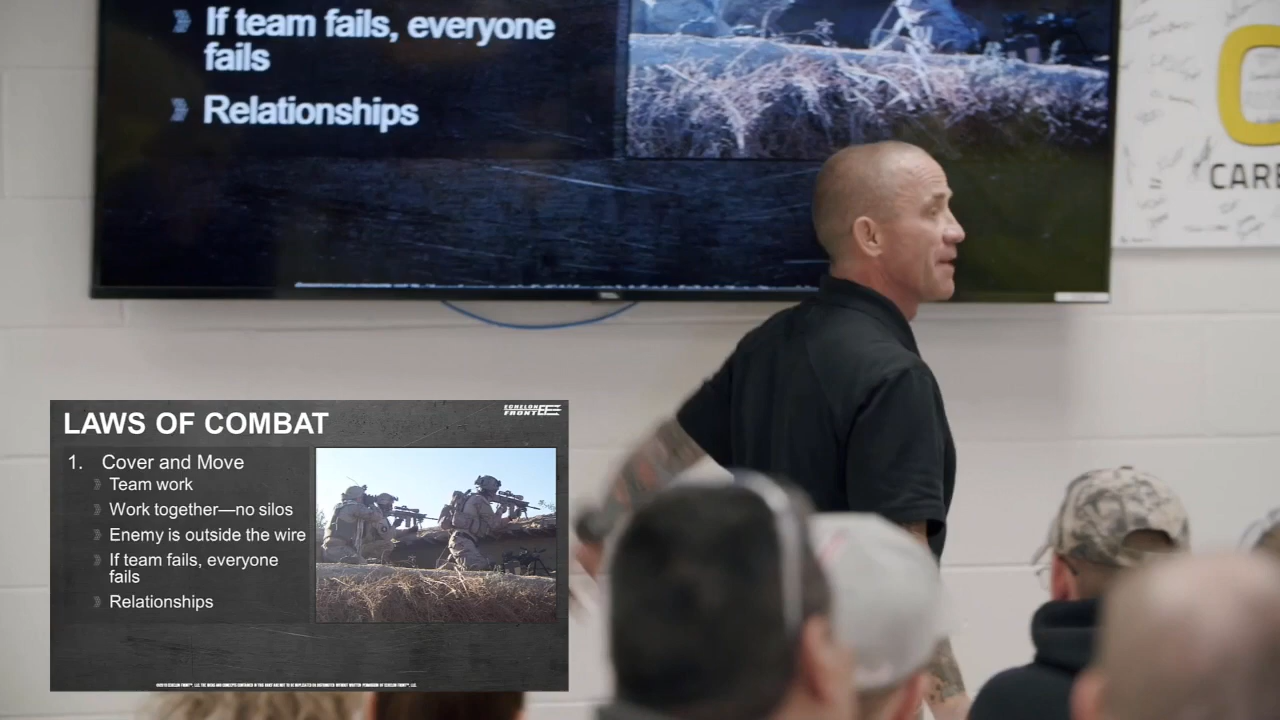 If team fails, everyone
fails
Relationships
CARE
LAWS OF COMBAT
ECHELON
FRONT
1. Cover and Move
Team work
Work together—no silos
Enemy is outside the wire
If team fails, everyone
fails
Relationships